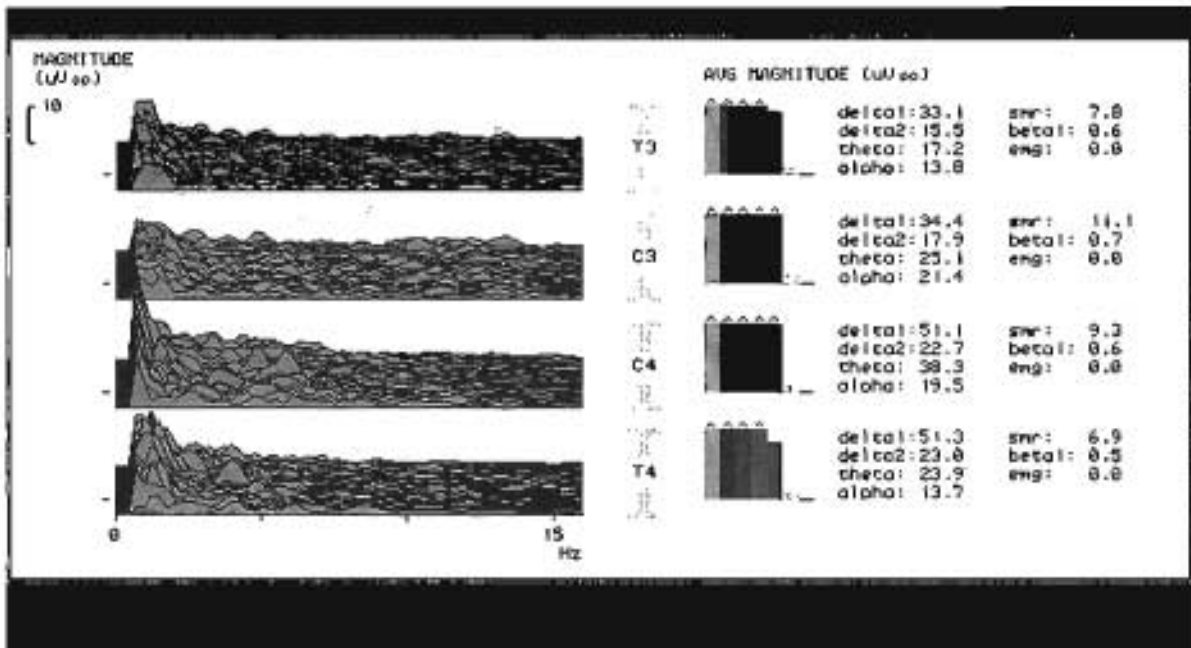 MAGNITUDE
(uVpp)
10
AVG MAGNITUDE (uVpp)
T3
delta1:33.1 smr: 7.8
delta2:15.5 beta1: 0.6
theta: 17.2 emg: 0.0
alpha: 13.8
C3
delta1:34.4 smr: 11.1
delta2:17.9 beta1: 0.7
theta: 25.1 emg: 0.0
alpha: 21.4
C4
delta1:51.1 smr: 9.3
delta2:22.7 beta1: 0.6
theta: 38.3 emg: 0.0
alpha: 19.5
T4
delta1:51.3 smr: 6.9
delta2:23.0 beta1: 0.5
theta: 23.9 emg: 0.0
alpha: 13.7
0 15
Hz